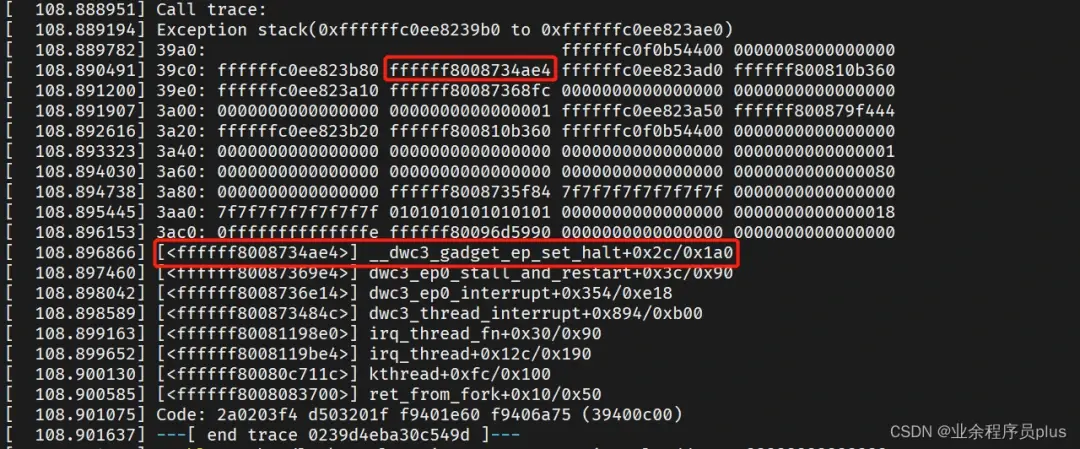 [  108.888951] Call trace:
[  108.889194] Exception stack(0xffffffc0ee8239b0 to 0xffffffc0ee823ae0)
[  108.889782] 39a0:                                   ffffffc0f0b54400 0000008000000000
[  108.890491] 39c0: ffffffc0ee823b80 ffffff8008734ae4 ffffffc0ee823ad0 ffffff800810b360
[  108.891200] 39e0: ffffffc0ee823a10 ffffff80087368fc 0000000000000000 0000000000000000
[  108.891907] 3a00: 0000000000000000 0000000000000001 ffffffc0ee823a50 ffffff800879f444
[  108.892616] 3a20: ffffffc0ee823b20 ffffff800810b360 ffffffc0f0b54400 0000000000000000
[  108.893323] 3a40: 0000000000000000 0000000000000000 0000000000000000 0000000000000001
[  108.894030] 3a60: 0000000000000000 0000000000000000 0000000000000000 0000000000000080
[  108.894738] 3a80: 0000000000000000 ffffff8008735f84 7f7f7f7f7f7f7f7f 0000000000000000
[  108.895445] 3aa0: 7f7f7f7f7f7f7f7f 0101010101010101 0000000000000000 0000000000000018
[  108.896153] 3ac0: 0ffffffffffffffe ffffff80096d5990 0000000000000000 0000000000000000
[  108.896866] [<ffffff8008734ae4>] __dwc3_gadget_ep_set_halt+0x2c/0x1a0
[  108.897460] [<ffffff80087369e4>] dwc3_ep0_stall_and_restart+0x3c/0x90
[  108.898042] [<ffffff8008736e14>] dwc3_ep0_interrupt+0x354/0xe18
[  108.898589] [<ffffff800873484c>] dwc3_thread_interrupt+0x894/0xb00
[  108.899163] [<ffffff80081198e0>] irq_thread_fn+0x30/0x90
[  108.899652] [<ffffff8008119be4>] irq_thread+0x12c/0x190
[  108.900130] [<ffffff80080c711c>] kthread+0xfc/0x100
[  108.900585] [<ffffff8008083700>] ret_from_fork+0x10/0x50
[  108.901075] Code: 2a0203f4 d503201f f9401e60 f9406a75 (39400c00)
[  108.901637] ---[ end trace 0239d4eba30c549d ]---
CSDN @业余程序员plus